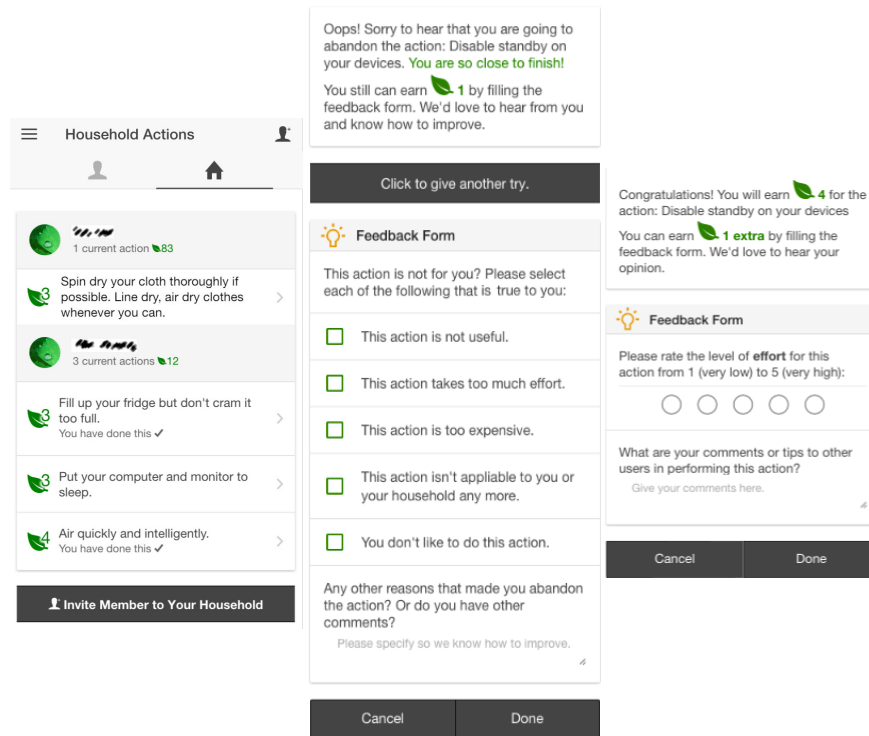 Household Actions
1 current action 83
3
Spin dry your cloth thoroughly if
possible. Line dry, air dry clothes
whenever you can.
3 current actions 12
3
Fill up your fridge but don't cram it
too full.
You have done this ✔
3
Put your computer and monitor to
sleep.
4
Air quickly and intelligently.
You have done this ✔
Invite Member to Your Household
Oops! Sorry to hear that you are going to
abandon the action: Disable standby on
your devices. You are so close to finish!
You still can earn 1 by filling the
feedback form. We'd love to hear from you
and know how to improve.
Click to give another try.
Feedback Form
This action is not for you? Please select
each of the following that is true to you:
This action is not useful.
This action takes too much effort.
This action is too expensive.
This action isn't appliable to you or
your household any more.
You don't like to do this action.
Any other reasons that made you abandon
the action? Or do you have other
comments?
Please specify so we know how to improve.
Cancel Done
Congratulations! You will earn 4 for the
action: Disable standby on your devices
You can earn 1 extra by filling the
feedback form. We'd love to hear your
opinion.
Feedback Form
Please rate the level of effort for this
action from 1 (very low) to 5 (very high):
What are your comments or tips to other
users in performing this action?
Give your comments here.
Cancel Done